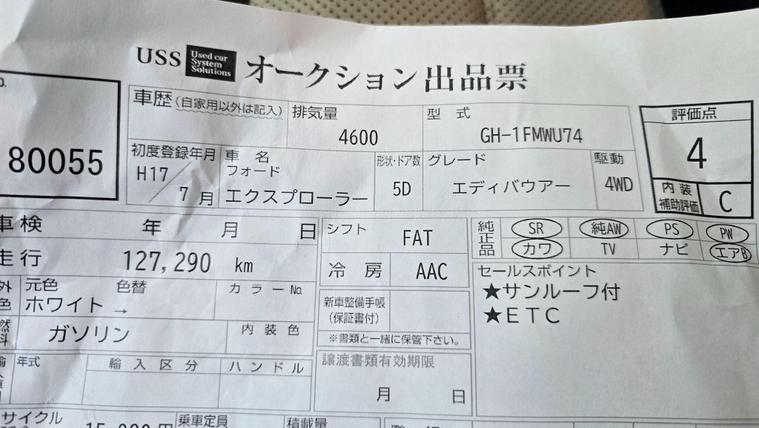 USS Used car System Solutions オークション出品票
80055
車歴 (自家用以外は記入) 排気量 4600 型式 GH-1FMWU74 評価点 4
初度登録年月 H17/7月 車名 フォード エクスプローラー 形状・ドア数 5D グレード エディバウアー 駆動 4WD 内装補助評価 C
車検 年 月 日 シフト FAT 純正品 SR 純AW PS PW
走行 127,290 km 冷房 AAC カワ TV ナビ エアB
外 色 元色 ホワイト → 色替 カラーNo. 新車整備手帳 (保証書付) セールスポイント
★サンルーフ付
★ETC
燃料 ガソリン 内装色 ※書類と一緒に保管下さい。
年式 輸入区分 ハンドル 譲渡書類有効期限 月 日
サイクル 円 乗車定員 積載量